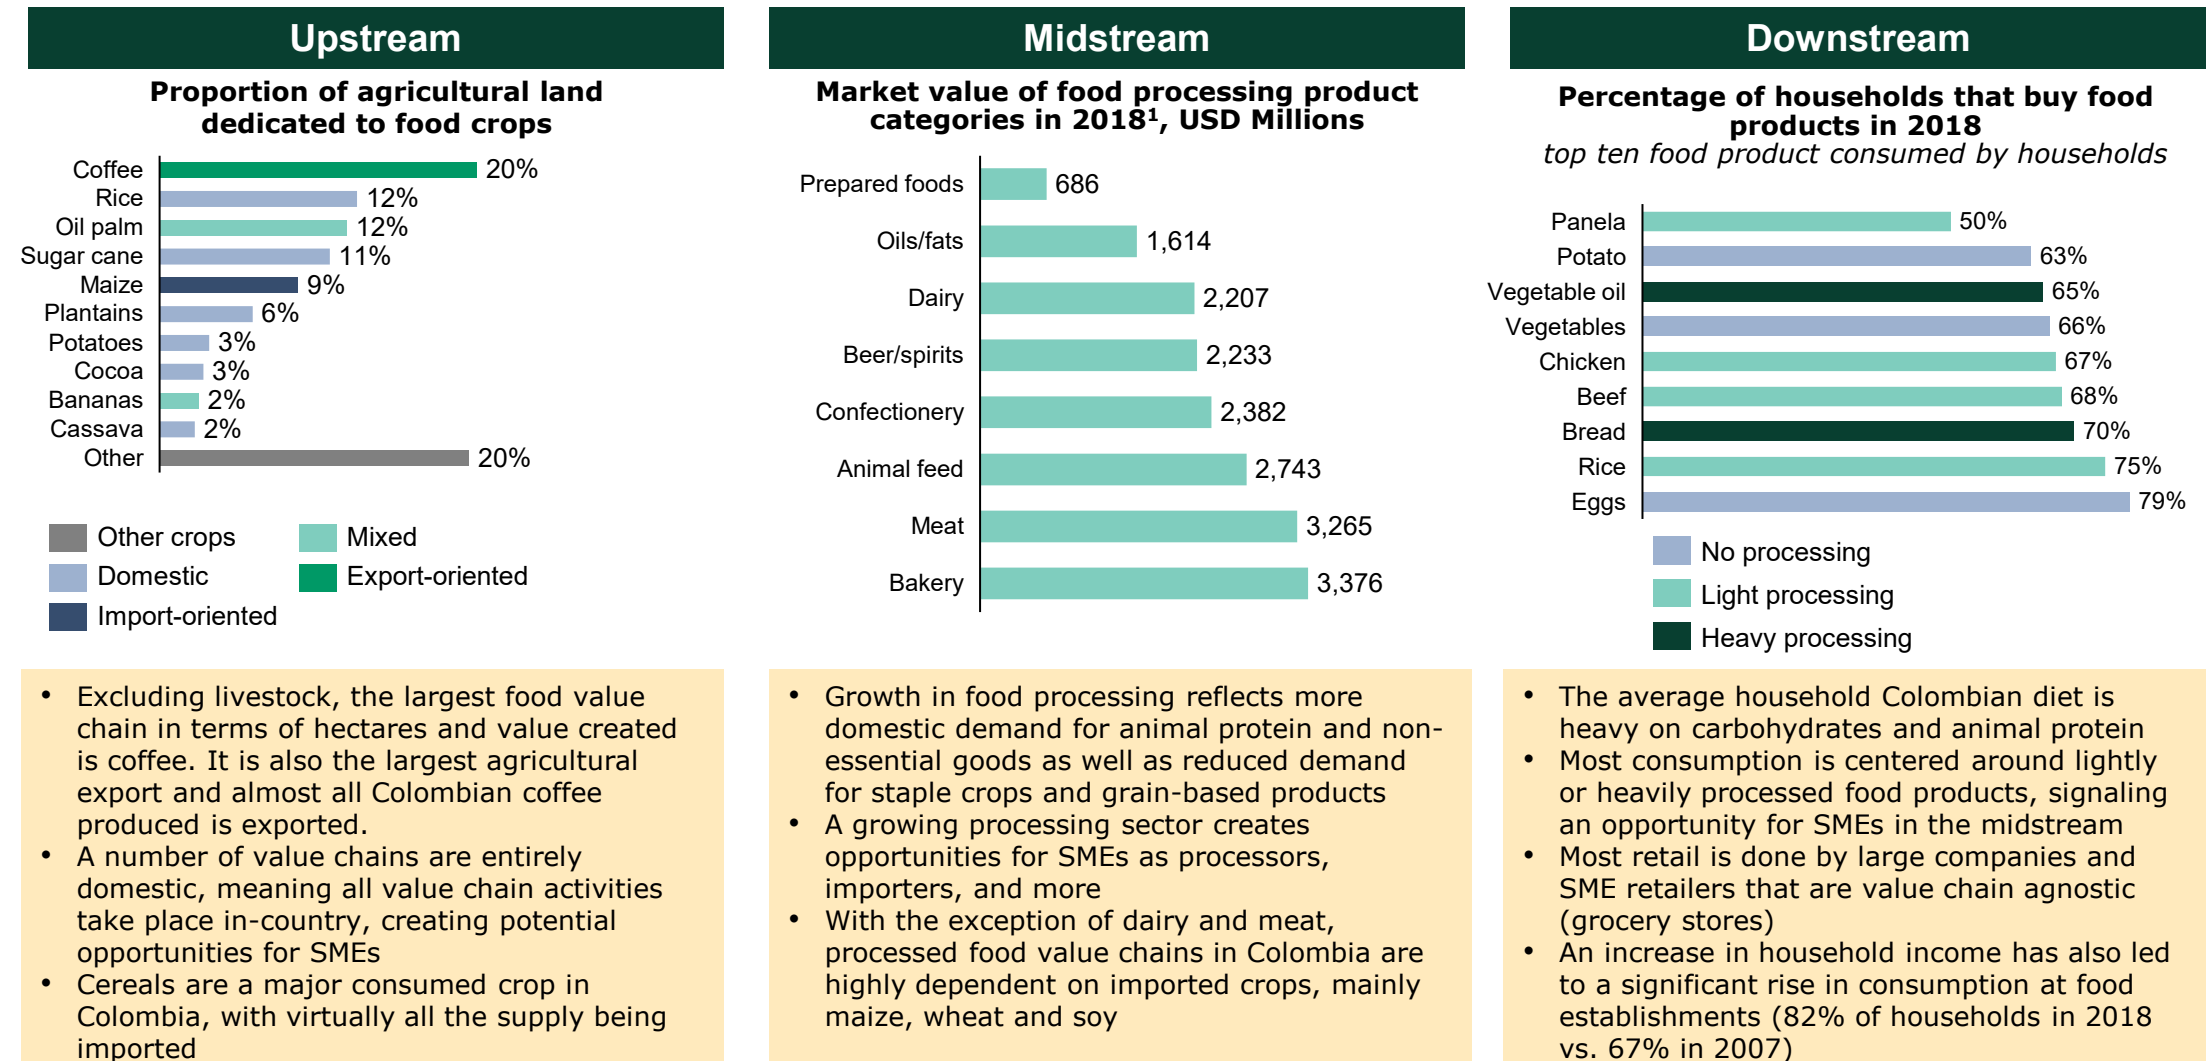 Upstream
Proportion of agricultural land
dedicated to food crops
Coffee 20%
Rice 12%
Oil palm 12%
Sugar cane 11%
Maize 9%
Plantains 6%
Potatoes 3%
Cocoa 3%
Bananas 2%
Cassava 2%
Other 20%
Other crops
Mixed
Domestic
Export-oriented
Import-oriented
• Excluding livestock, the largest food value
chain in terms of hectares and value created
is coffee. It is also the largest agricultural
export and almost all Colombian coffee
produced is exported.
• A number of value chains are entirely
domestic, meaning all value chain activities
take place in-country, creating potential
opportunities for SMEs
• Cereals are a major consumed crop in
Colombia, with virtually all the supply being
imported
Midstream
Market value of food processing product
categories in 2018¹, USD Millions
Prepared foods 686
Oils/fats 1,614
Dairy 2,207
Beer/spirits 2,233
Confectionery 2,382
Animal feed 2,743
Meat 3,265
Bakery 3,376
• Growth in food processing reflects more
domestic demand for animal protein and non-
essential goods as well as reduced demand
for staple crops and grain-based products
• A growing processing sector creates
opportunities for SMEs as processors,
importers, and more
• With the exception of dairy and meat,
processed food value chains in Colombia are
highly dependent on imported crops, mainly
maize, wheat and soy
Downstream
Percentage of households that buy food
products in 2018
top ten food product consumed by households
Panela 50%
Potato 63%
Vegetable oil 65%
Vegetables 66%
Chicken 67%
Beef 68%
Bread 70%
Rice 75%
Eggs 79%
No processing
Light processing
Heavy processing
• The average household Colombian diet is
heavy on carbohydrates and animal protein
• Most consumption is centered around lightly
or heavily processed food products, signaling
an opportunity for SMEs in the midstream
• Most retail is done by large companies and
SME retailers that are value chain agnostic
(grocery stores)
• An increase in household income has also led
to a significant rise in consumption at food
establishments (82% of households in 2018
vs. 67% in 2007)